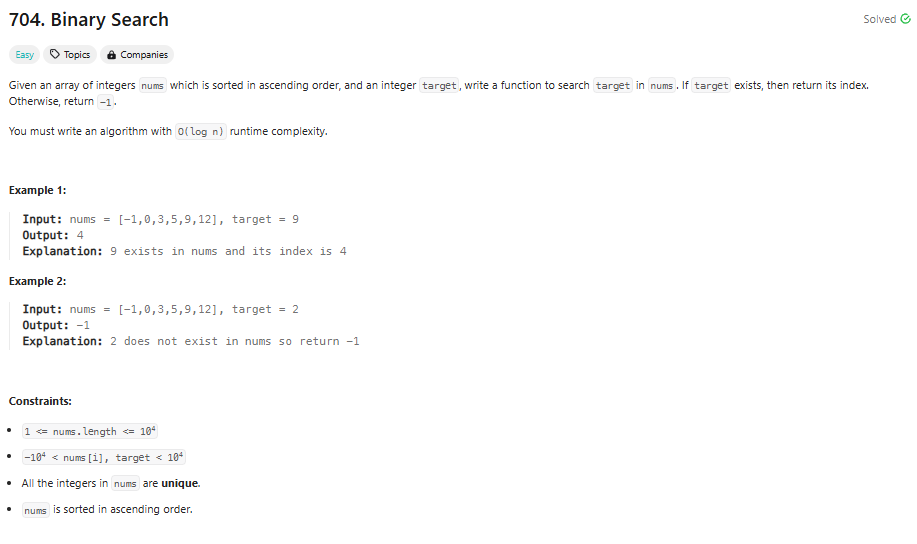 704. Binary Search
Solved
Easy Topics Companies
Given an array of integers nums which is sorted in ascending order, and an integer target, write a function to search target in nums. If target exists, then return its index.
Otherwise, return -1.
You must write an algorithm with O(log n) runtime complexity.
Example 1:
Input: nums = [-1,0,3,5,9,12], target = 9
Output: 4
Explanation: 9 exists in nums and its index is 4
Example 2:
Input: nums = [-1,0,3,5,9,12], target = 2
Output: -1
Explanation: 2 does not exist in nums so return -1
Constraints:
• 1 <= nums.length <= 10⁴
• -10⁴ < nums[i], target < 10⁴
• All the integers in nums are unique.
• nums is sorted in ascending order.